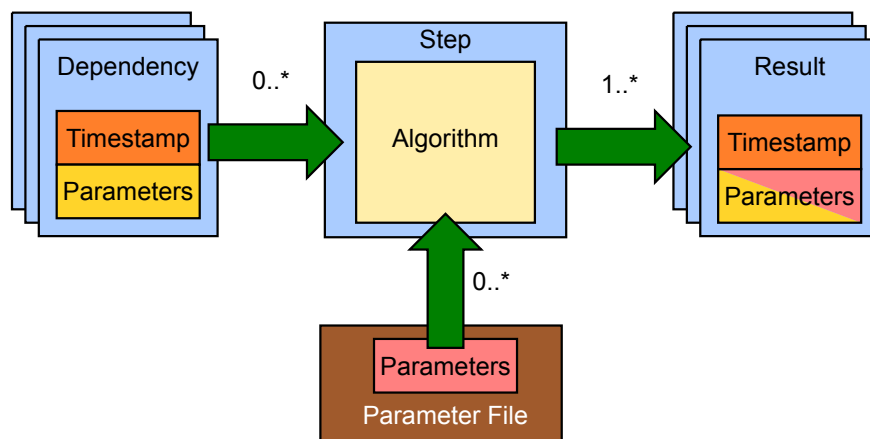 Dependency
Timestamp
Parameters
0..*
Step
Algorithm
1..*
Result
Timestamp
Parameters
0..*
Parameters
Parameter File